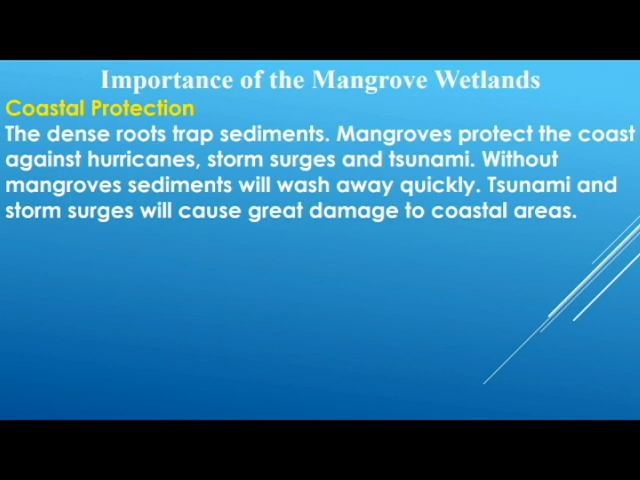 Importance of the Mangrove Wetlands
Coastal Protection
The dense roots trap sediments. Mangroves protect the coast
against hurricanes, storm surges and tsunami. Without
mangroves sediments will wash away quickly. Tsunami and
storm surges will cause great damage to coastal areas.